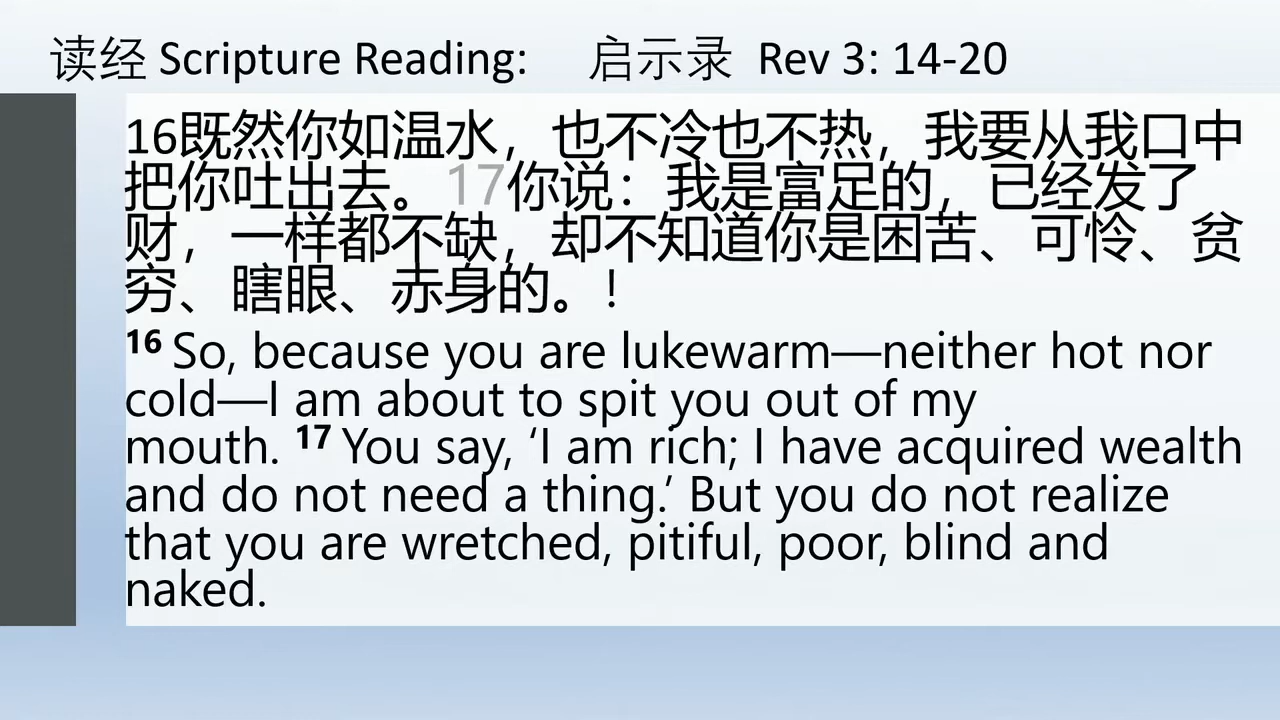 读经 Scripture Reading: 启示录 Rev 3: 14-20
16既然你如温水，也不冷也不热，我要从我口中
把你吐出去。17你说：我是富足的，已经发了
财，一样都不缺，却不知道你是困苦、可怜、贫
穷、瞎眼、赤身的。!
16 So, because you are lukewarm—neither hot nor
cold—I am about to spit you out of my
mouth. 17 You say, ‘I am rich; I have acquired wealth
and do not need a thing.’ But you do not realize
that you are wretched, pitiful, poor, blind and
naked.